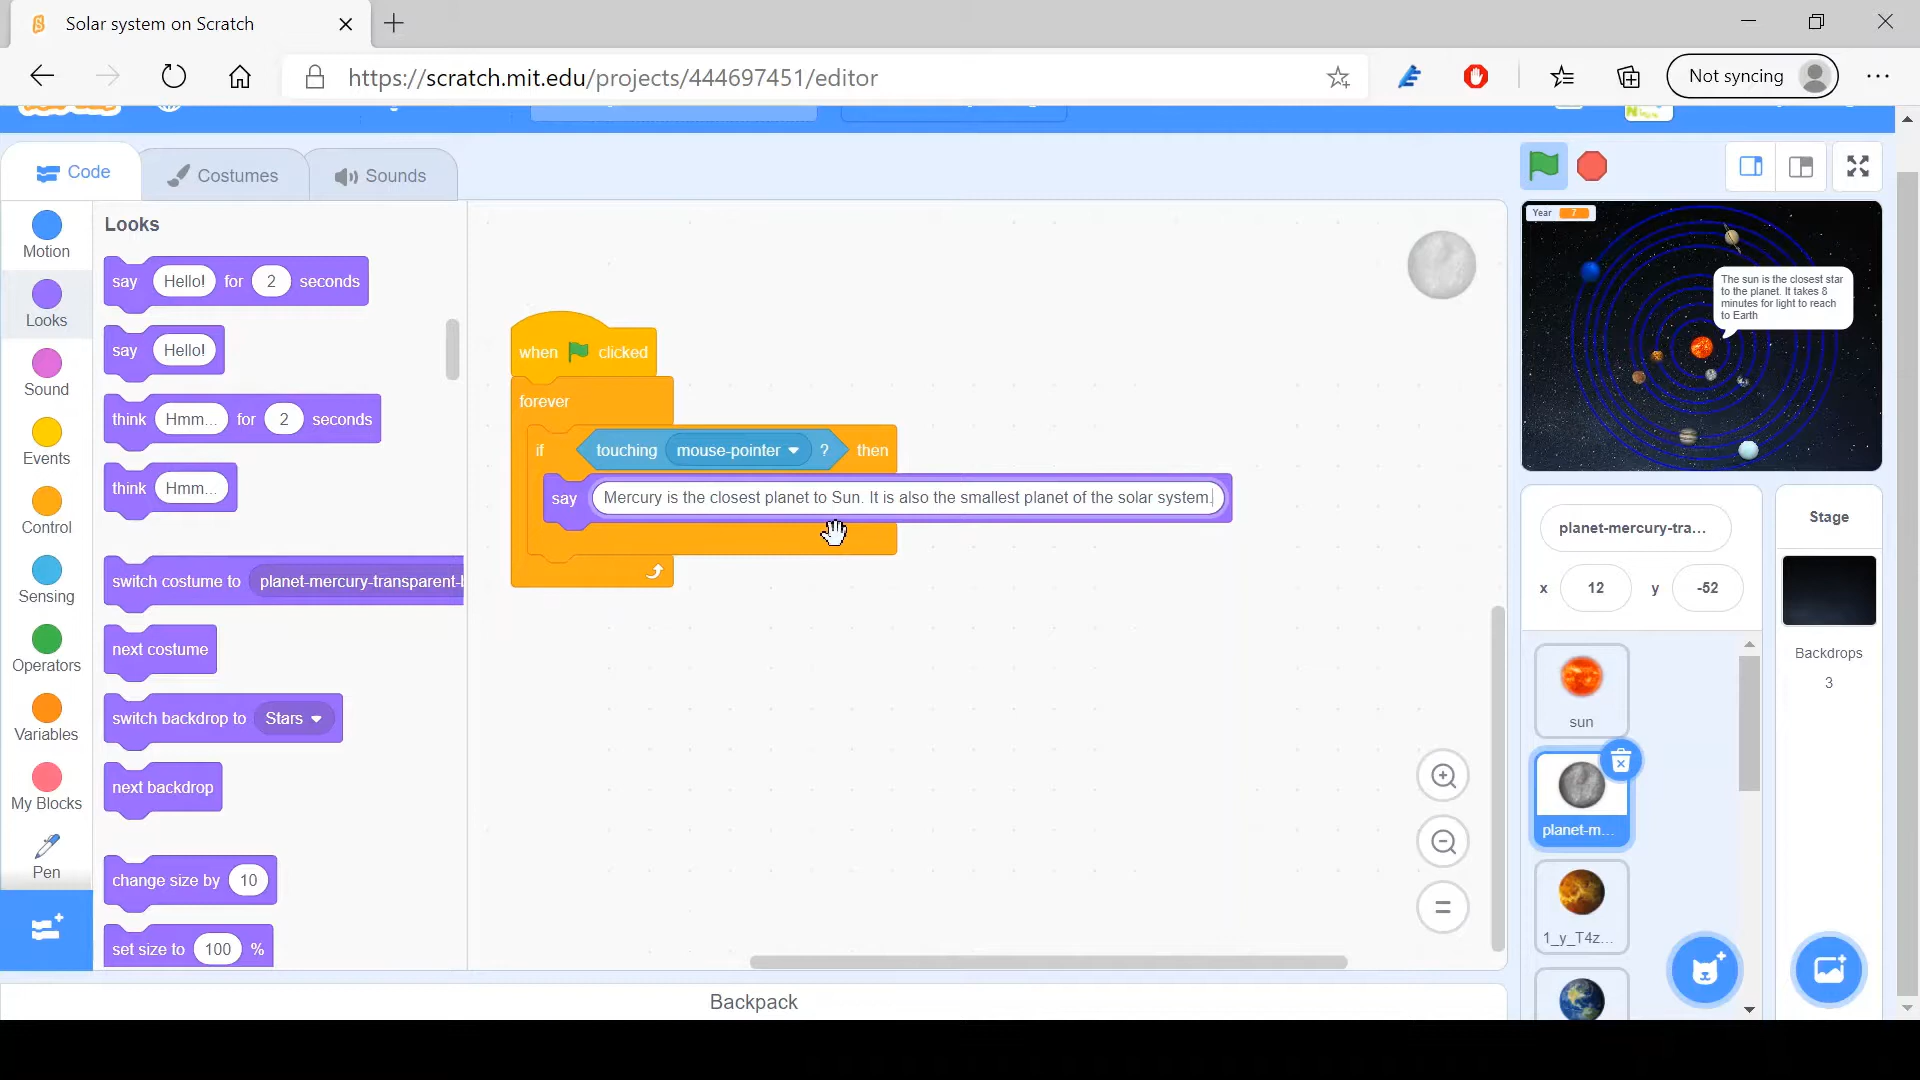 Solar system on Scratch
https://scratch.mit.edu/projects/444697451/editor
Not syncing
Code
Costumes
Sounds
Motion
Looks
Sound
Events
Control
Sensing
Operators
Variables
My Blocks
Pen
Looks
say Hello! for 2 seconds
say Hello!
think Hmm... for 2 seconds
think Hmm...
switch costume to planet-mercury-transparent-b
next costume
switch backdrop to Stars
next backdrop
change size by 10
set size to 100 %
when clicked
forever
if touching mouse-pointer ? then
say Mercury is the closest planet to Sun. It is also the smallest planet of the solar system.
Year 7
The sun is the closest star
to the planet. It takes 8
minutes for light to reach
to Earth
planet-mercury-tra...
x 12 y -52
sun
planet-m...
1_y_T4z...
Stage
Backdrops
3
Backpack